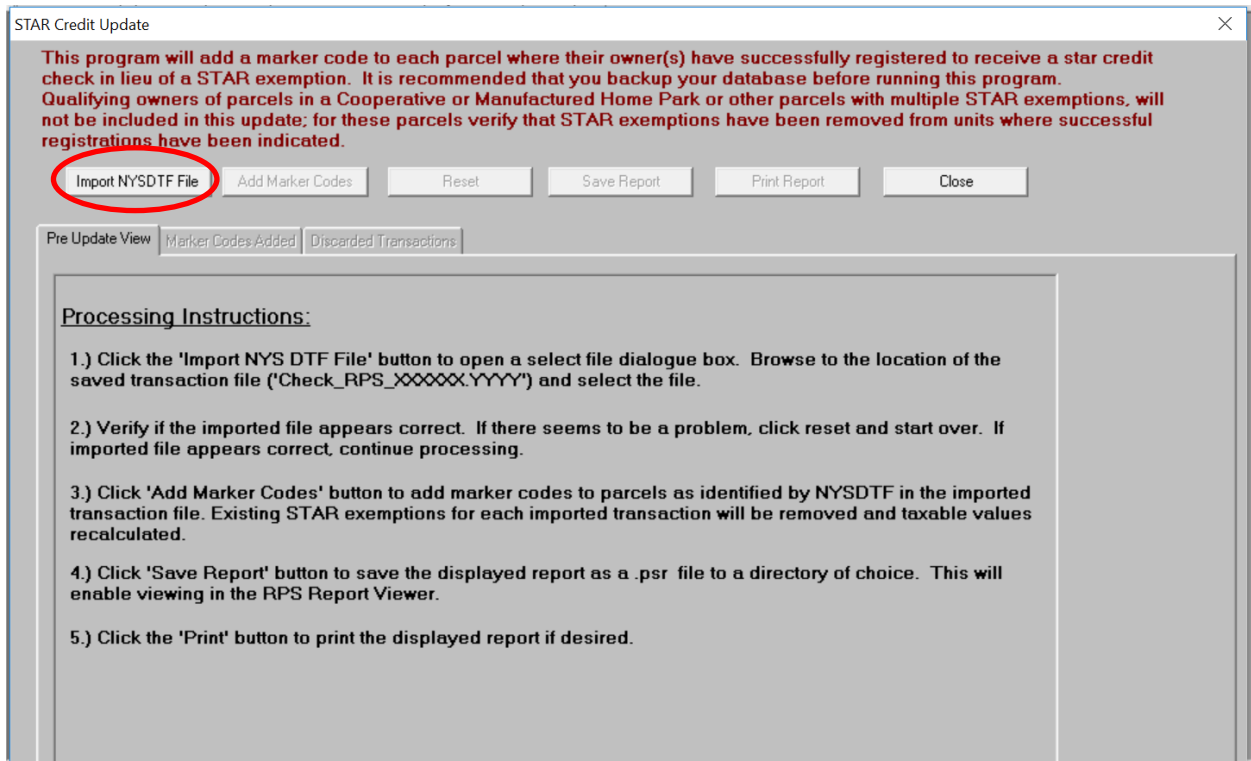 STAR Credit Update
This program will add a marker code to each parcel where their owner(s) have successfully registered to receive a star credit
check in lieu of a STAR exemption.  It is recommended that you backup your database before running this program.
Qualifying owners of parcels in a Cooperative or Manufactured Home Park or other parcels with multiple STAR exemptions, will
not be included in this update; for these parcels verify that STAR exemptions have been removed from units where successful
registrations have been indicated.
Import NYSDTF File Add Marker Codes Reset Save Report Print Report Close
Pre Update View Marker Codes Added Discarded Transactions
Processing Instructions:
1.) Click the 'Import NYS DTF File' button to open a select file dialogue box.  Browse to the location of the
saved transaction file ('Check_RPS_XXXXXX.YYYY') and select the file.
2.) Verify if the imported file appears correct.  If there seems to be a problem, click reset and start over.  If
imported file appears correct, continue processing.
3.) Click 'Add Marker Codes' button to add marker codes to parcels as identified by NYSDTF in the imported
transaction file. Existing STAR exemptions for each imported transaction will be removed and taxable values
recalculated.
4.) Click 'Save Report' button to save the displayed report as a .psr  file to a directory of choice.  This will
enable viewing in the RPS Report Viewer.
5.) Click the 'Print' button to print the displayed report if desired.